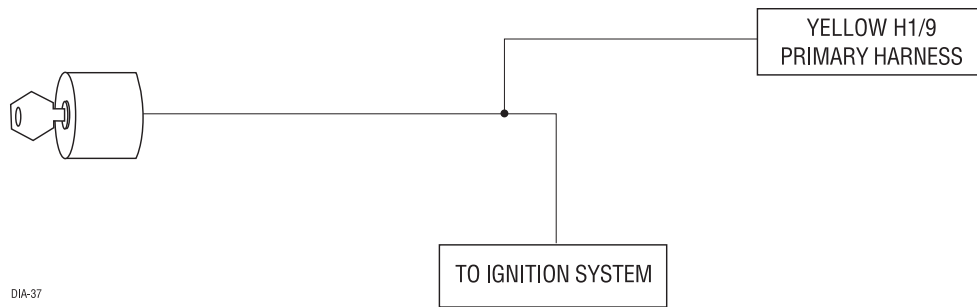 YELLOW H1/9
PRIMARY HARNESS
TO IGNITION SYSTEM
DIA-37